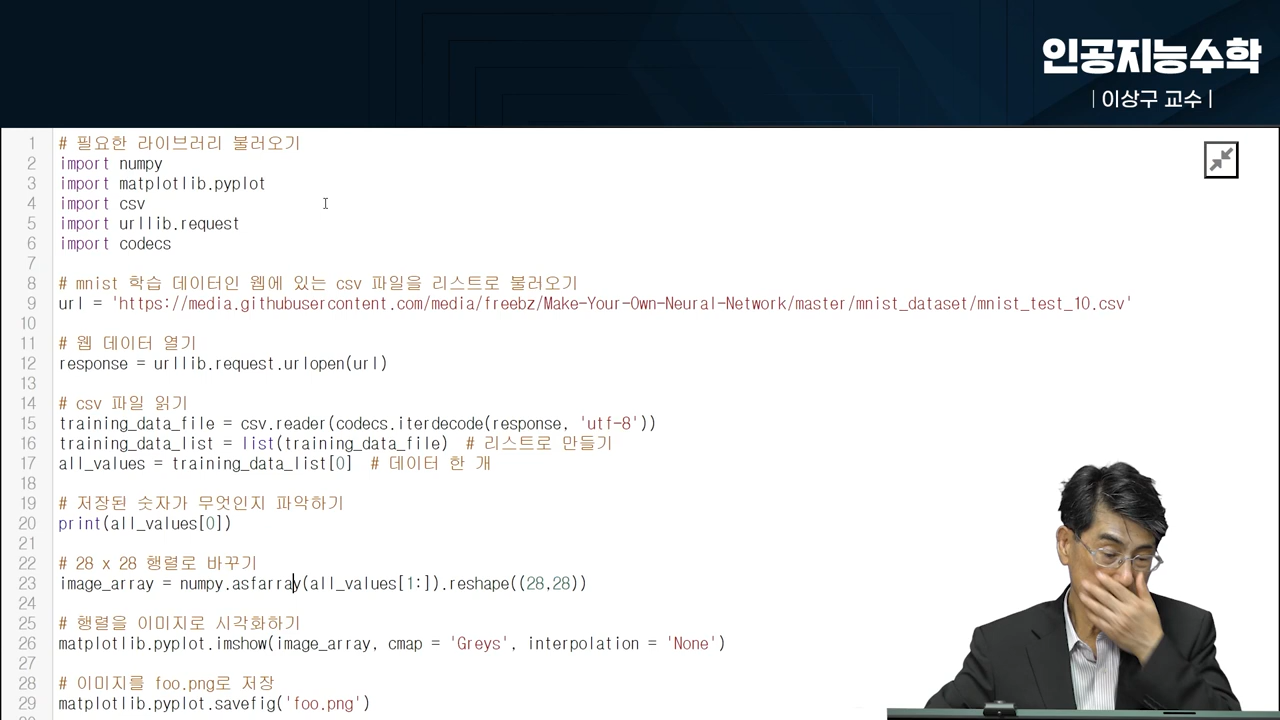 인공지능수학
| 이상구 교수 |
1 # 필요한 라이브러리 불러오기
2 import numpy
3 import matplotlib.pyplot
4 import csv
5 import urllib.request
6 import codecs
7
8 # mnist 학습 데이터인 웹에 있는 csv 파일을 리스트로 불러오기
9 url = 'https://media.githubusercontent.com/media/freebz/Make-Your-Own-Neural-Network/master/mnist_dataset/mnist_test_10.csv'
10
11 # 웹 데이터 열기
12 response = urllib.request.urlopen(url)
13
14 # csv 파일 읽기
15 training_data_file = csv.reader(codecs.iterdecode(response, 'utf-8'))
16 training_data_list = list(training_data_file)  # 리스트로 만들기
17 all_values = training_data_list[0]  # 데이터 한 개
18
19 # 저장된 숫자가 무엇인지 파악하기
20 print(all_values[0])
21
22 # 28 x 28 행렬로 바꾸기
23 image_array = numpy.asfarray(all_values[1:]).reshape((28,28))
24
25 # 행렬을 이미지로 시각화하기
26 matplotlib.pyplot.imshow(image_array, cmap = 'Greys', interpolation = 'None')
27
28 # 이미지를 foo.png로 저장
29 matplotlib.pyplot.savefig('foo.png')